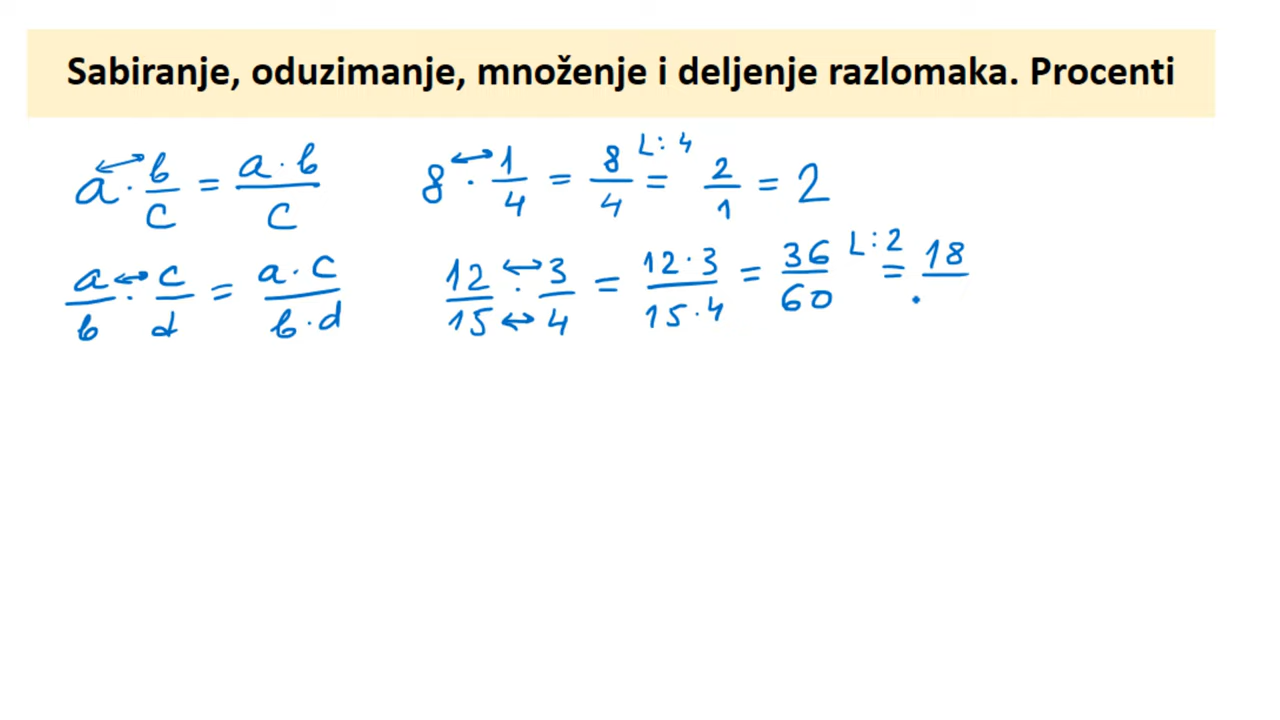 Sabiranje, oduzimanje, množenje i deljenje razlomaka. Procenti
a · b/c = a · b/c    8 · 1/4 = 8/4 L: 4 = 2/1 = 2
a/b · c/d = a · c/b · d    12/15 · 3/4 = 12 · 3/15 · 4 = 36/60 L: 2 = 18/